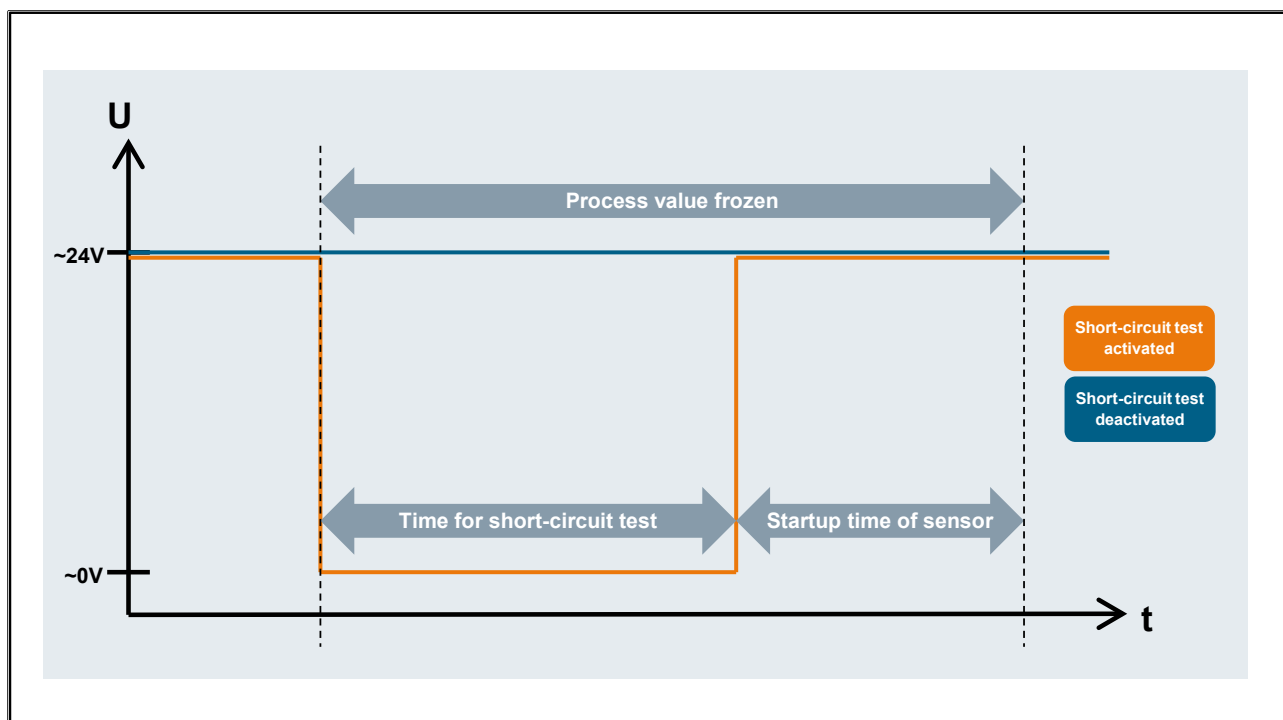 U
Process value frozen
~24V
Short-circuit test
activated
Short-circuit test
deactivated
Time for short-circuit test
Startup time of sensor
~0V
t